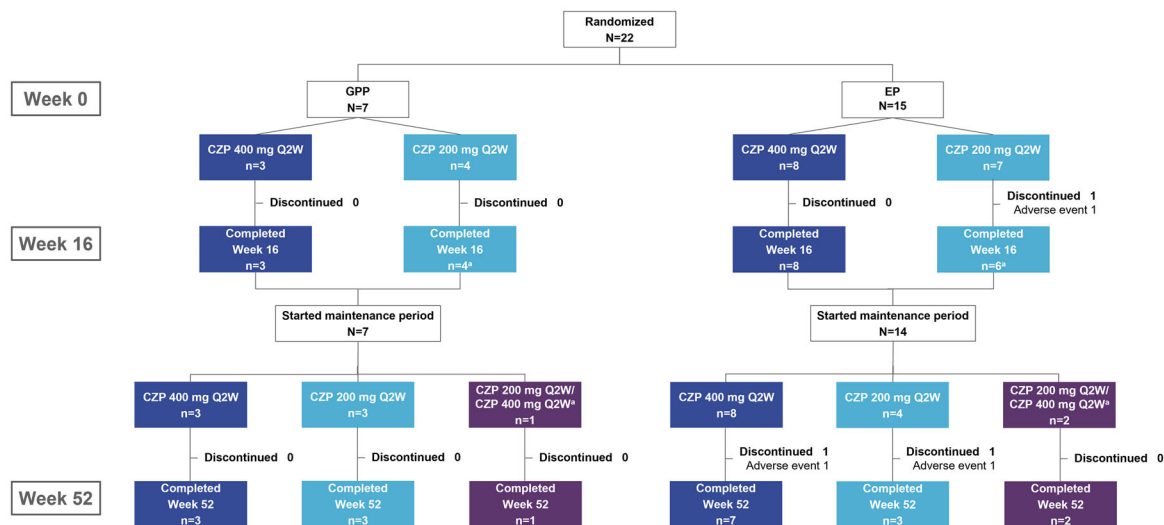 Randomized
N=22
Week 0
GPP
N=7
EP
N=15
CZP 400 mg Q2W
n=3
CZP 200 mg Q2W
n=4
CZP 400 mg Q2W
n=8
CZP 200 mg Q2W
n=7
Discontinued 0
Discontinued 0
Discontinued 0
Discontinued 1
Adverse event 1
Week 16
Completed
Week 16
n=3
Completed
Week 16
n=4ª
Completed
Week 16
n=8
Completed
Week 16
n=6ª
Started maintenance period
N=7
Started maintenance period
N=14
CZP 400 mg Q2W
n=3
CZP 200 mg Q2W
n=3
CZP 200 mg Q2W/
CZP 400 mg Q2Wª
n=1
CZP 400 mg Q2W
n=8
CZP 200 mg Q2W
n=4
CZP 200 mg Q2W/
CZP 400 mg Q2Wª
n=2
Discontinued 0
Discontinued 0
Discontinued 0
Discontinued 1
Adverse event 1
Discontinued 1
Adverse event 1
Discontinued 0
Week 52
Completed
Week 52
n=3
Completed
Week 52
n=3
Completed
Week 52
n=1
Completed
Week 52
n=7
Completed
Week 52
n=3
Completed
Week 52
n=2